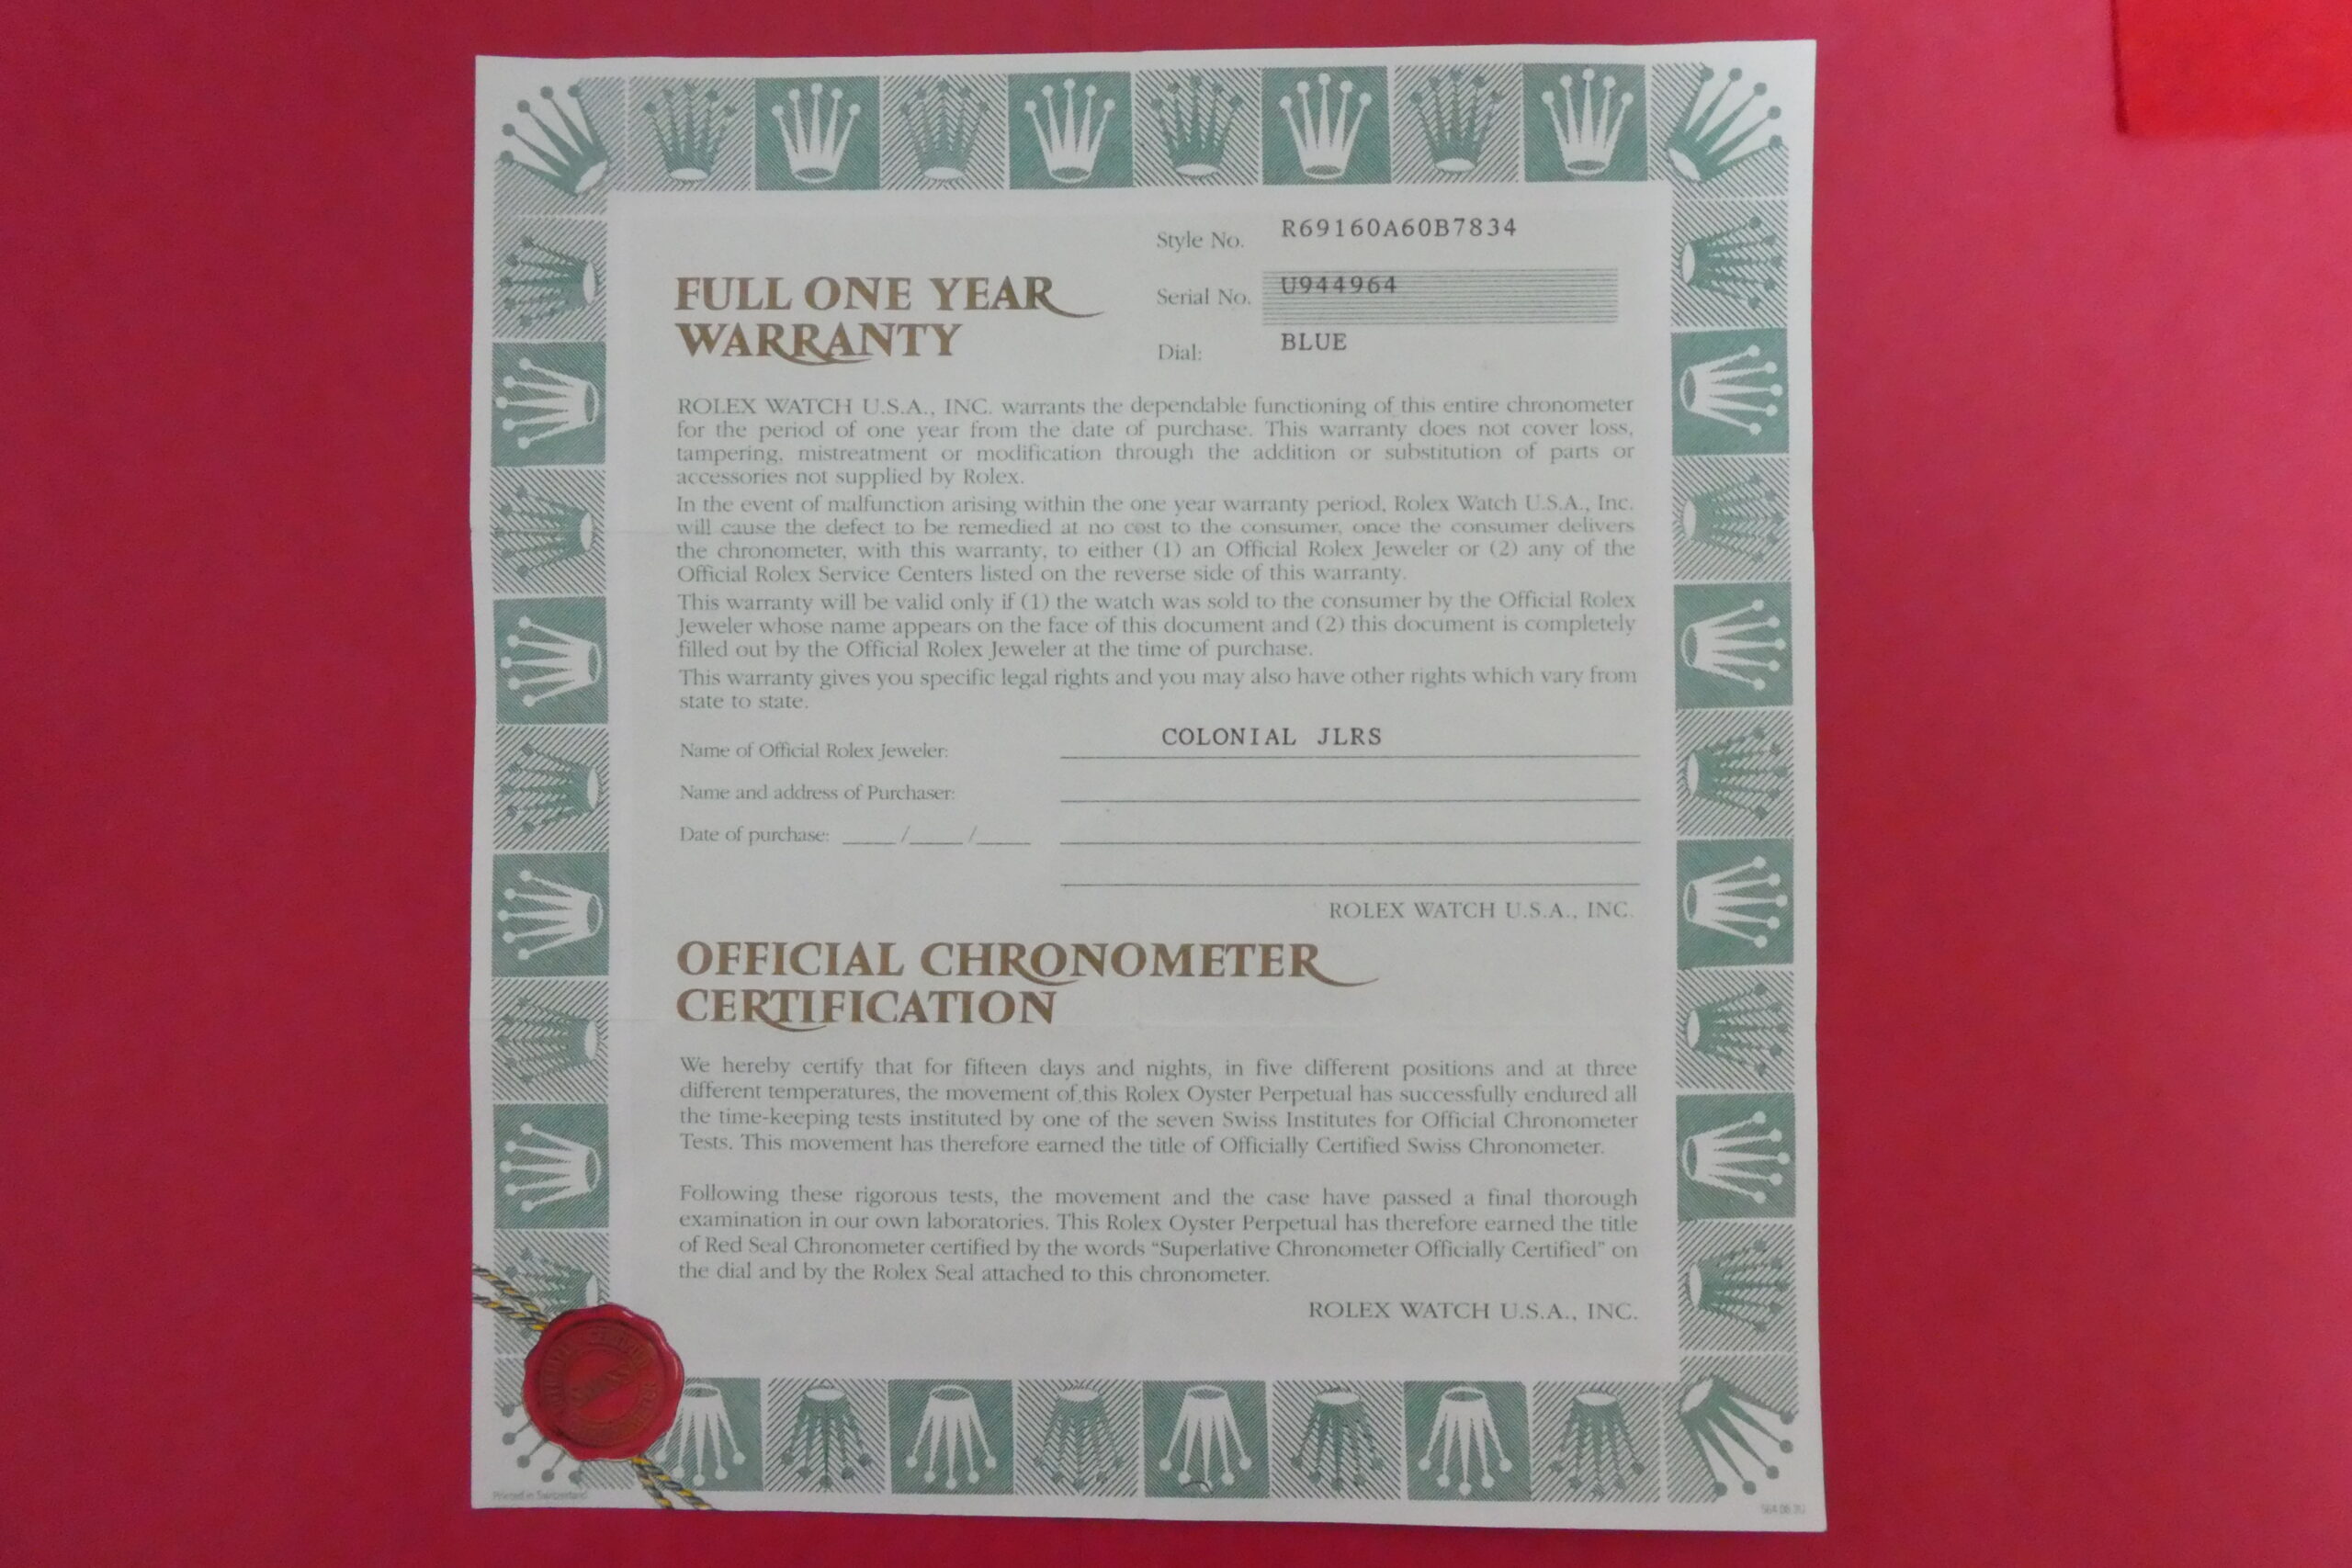 Style No. R69160A60B7834
FULL ONE YEAR
WARRANTY
Serial No. U944964
Dial: BLUE
ROLEX WATCH U.S.A., INC. warrants the dependable functioning of this entire chronometer
for the period of one year from the date of purchase. This warranty does not cover loss,
tampering, mistreatment or modification through the addition or substitution of parts or
accessories not supplied by Rolex.
In the event of malfunction arising within the one year warranty period, Rolex Watch U.S.A., Inc.
will cause the defect to be remedied at no cost to the consumer, once the consumer delivers
the chronometer, with this warranty, to either (1) an Official Rolex Jeweler or (2) any of the
Official Rolex Service Centers listed on the reverse side of this warranty.
This warranty will be valid only if (1) the watch was sold to the consumer by the Official Rolex
Jeweler whose name appears on the face of this document and (2) this document is completely
filled out by the Official Rolex Jeweler at the time of purchase.
This warranty gives you specific legal rights and you may also have other rights which vary from
state to state.
Name of Official Rolex Jeweler: COLONIAL JLRS
Name and address of Purchaser:
Date of purchase: ____/____/____
ROLEX WATCH U.S.A., INC.
OFFICIAL CHRONOMETER
CERTIFICATION
We hereby certify that for fifteen days and nights, in five different positions and at three
different temperatures, the movement of this Rolex Oyster Perpetual has successfully endured all
the time-keeping tests instituted by one of the seven Swiss Institutes for Official Chronometer
Tests. This movement has therefore earned the title of Officially Certified Swiss Chronometer.
Following these rigorous tests, the movement and the case have passed a final thorough
examination in our own laboratories. This Rolex Oyster Perpetual has therefore earned the title
of Red Seal Chronometer certified by the words “Superlative Chronometer Officially Certified” on
the dial and by the Rolex Seal attached to this chronometer.
ROLEX WATCH U.S.A., INC.
Printed in Switzerland